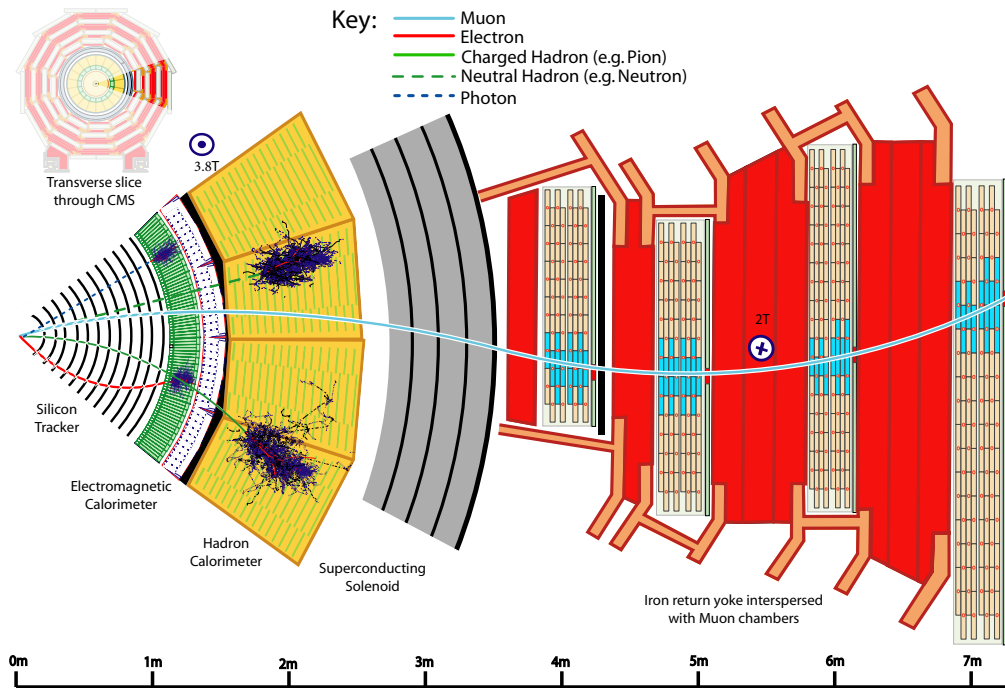 Key:
Muon
Electron
Charged Hadron (e.g. Pion)
Neutral Hadron (e.g. Neutron)
Photon
Transverse slice
through CMS
3.8T
2T
Silicon
Tracker
Electromagnetic
Calorimeter
Hadron
Calorimeter
Superconducting
Solenoid
Iron return yoke interspersed
with Muon chambers
0m 1m 2m 3m 4m 5m 6m 7m